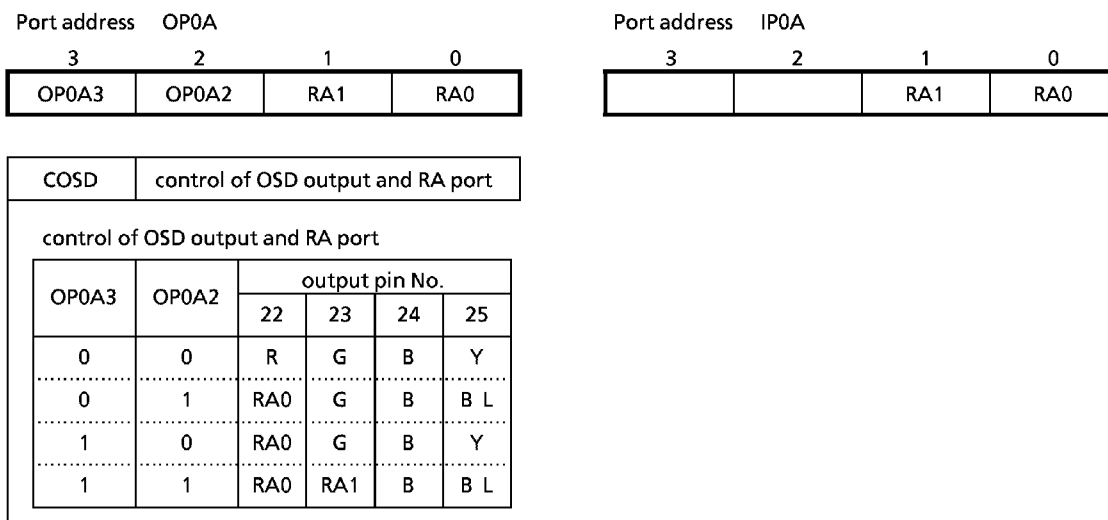 Port address OP0A
3 2 1 0
OP0A3 OP0A2 RA1 RA0
Port address IP0A
3 2 1 0
RA1 RA0
COSD control of OSD output and RA port
control of OSD output and RA port
OP0A3 OP0A2 output pin No.
22 23 24 25
0 0 R G B Y
0 1 RA0 G B B L
1 0 RA0 G B Y
1 1 RA0 RA1 B B L